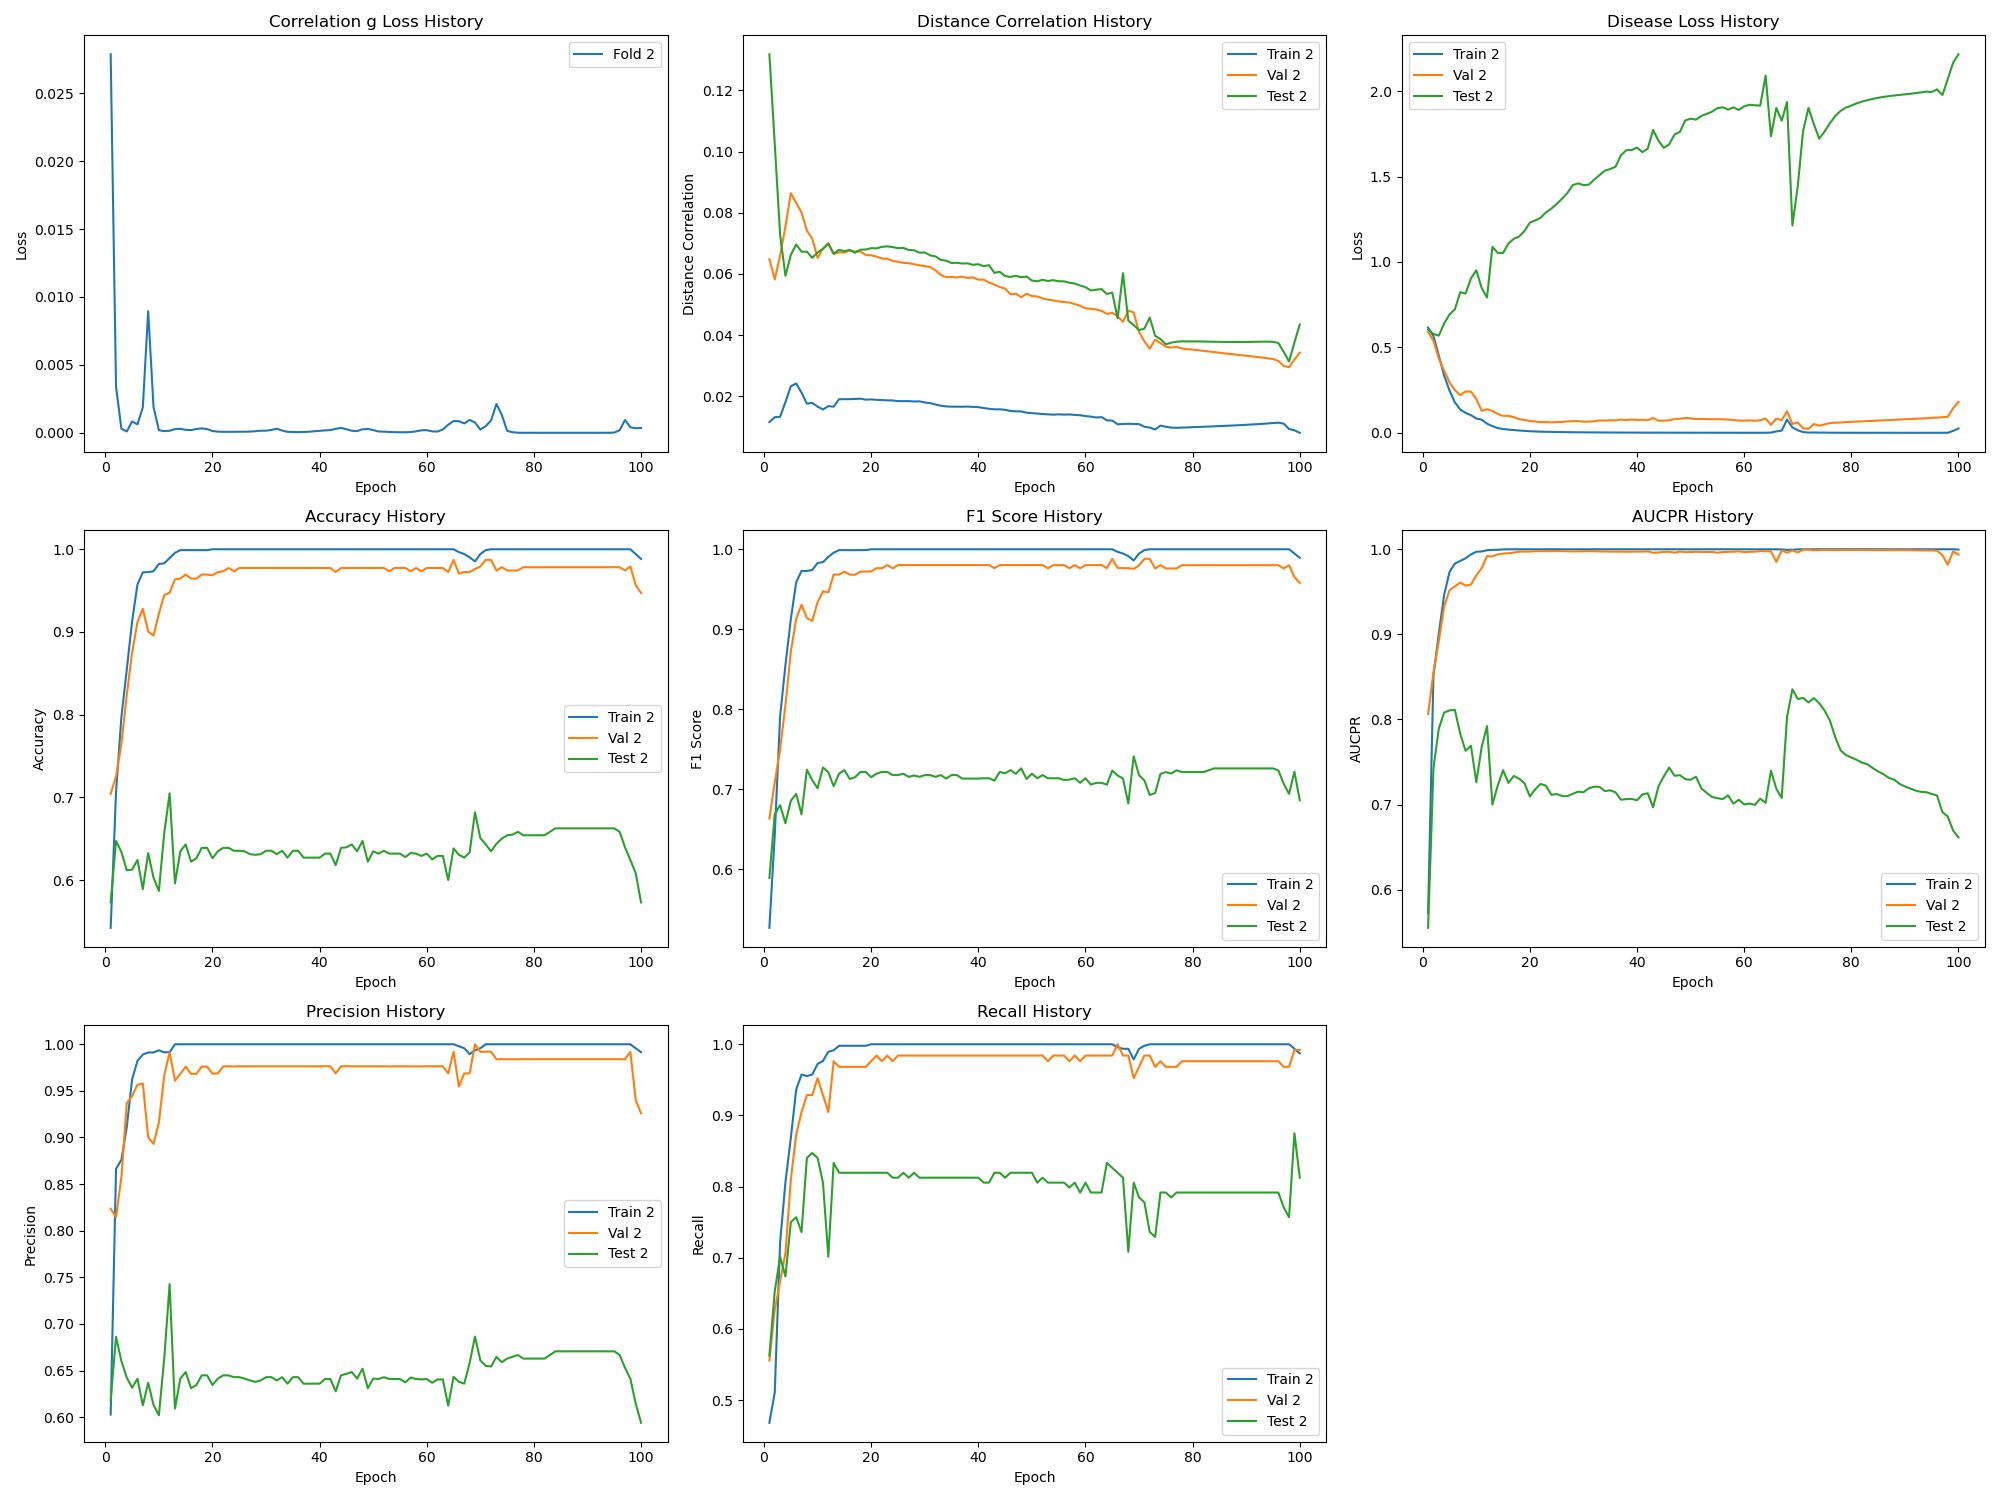 Correlation g Loss History
Fold 2
0.025
0.020
0.015
0.010
0.005
0.000
Loss
0 20 40 60 80 100
Epoch
Distance Correlation History
Train 2
Val 2
Test 2
0.12
0.10
0.08
0.06
0.04
0.02
Distance Correlation
0 20 40 60 80 100
Epoch
Disease Loss History
Train 2
Val 2
Test 2
2.0
1.5
1.0
0.5
0.0
Loss
0 20 40 60 80 100
Epoch
Accuracy History
1.0
0.9
0.8
0.7
0.6
Accuracy
Train 2
Val 2
Test 2
0 20 40 60 80 100
Epoch
F1 Score History
1.0
0.9
0.8
0.7
0.6
F1 Score
Train 2
Val 2
Test 2
0 20 40 60 80 100
Epoch
AUCPR History
1.0
0.9
0.8
0.7
0.6
AUCPR
Train 2
Val 2
Test 2
0 20 40 60 80 100
Epoch
Precision History
1.00
0.95
0.90
0.85
0.80
0.75
0.70
0.65
0.60
Precision
Train 2
Val 2
Test 2
0 20 40 60 80 100
Epoch
Recall History
1.0
0.9
0.8
0.7
0.6
0.5
Recall
Train 2
Val 2
Test 2
0 20 40 60 80 100
Epoch